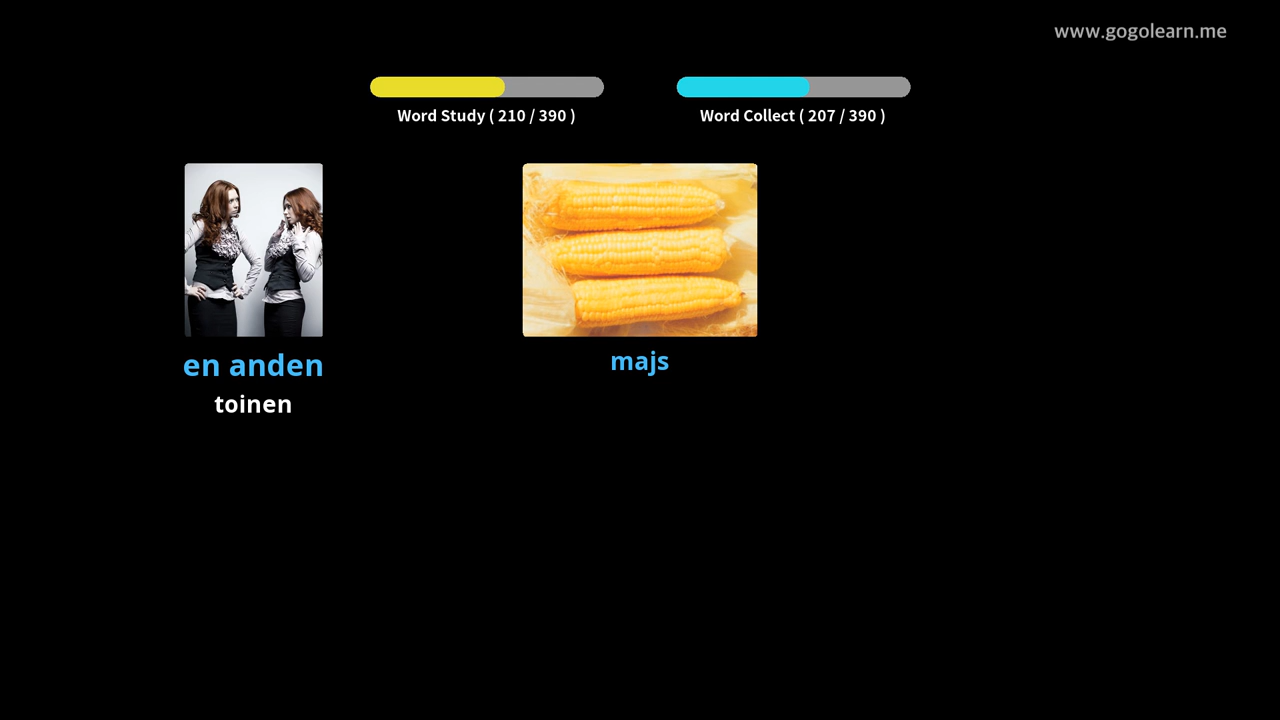 www.gogolearn.me
Word Study ( 210 / 390 )
Word Collect ( 207 / 390 )
en anden
toinen
majs